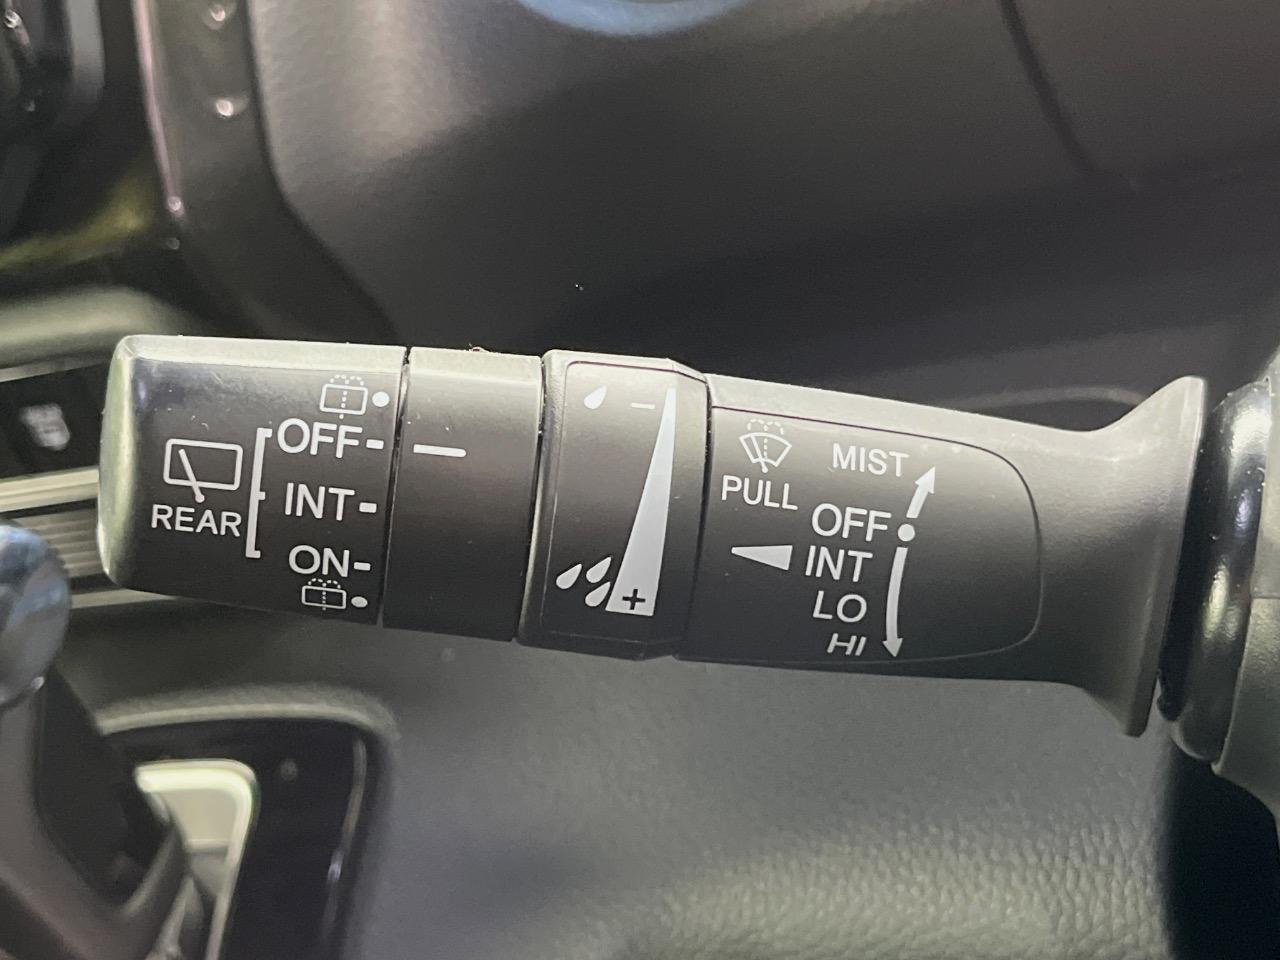 OFF-
INT-
ON-
REAR
−
+
PULL
MIST
OFF
INT
LO
HI